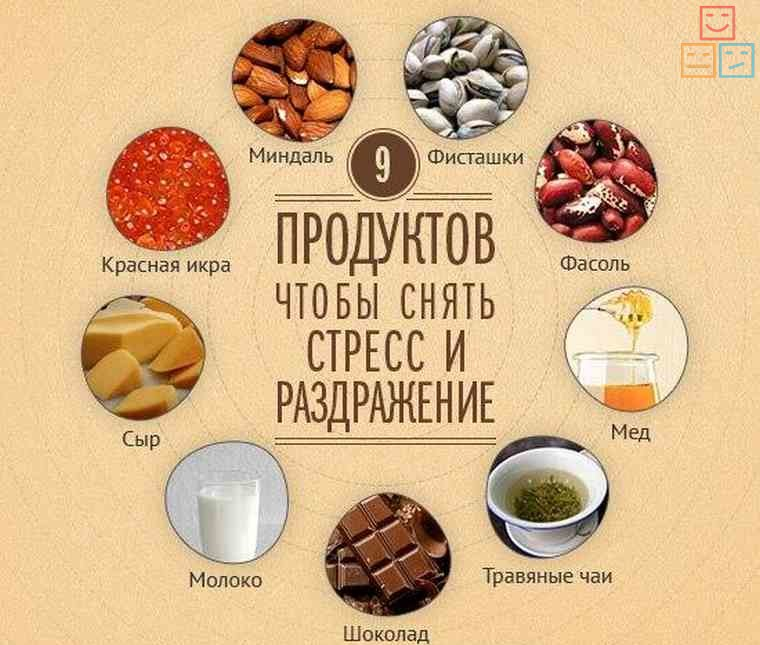 Миндаль
Фисташки
9
Красная икра
ПРОДУКТОВ
Фасоль
ЧТОБЫ СНЯТЬ
СТРЕСС И
РАЗДРАЖЕНИЕ
Сыр
Мед
Молоко
Травяные чаи
Шоколад